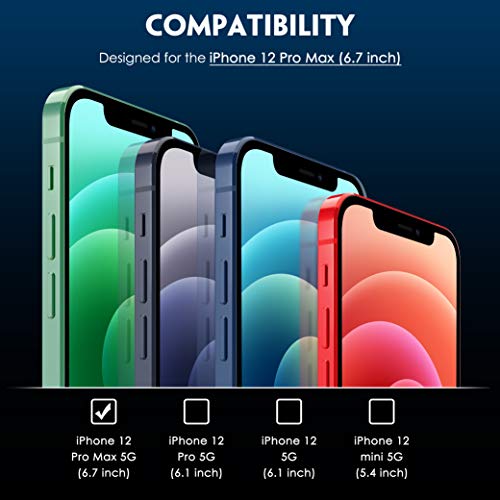 COMPATIBILITY
Designed for the iPhone 12 Pro Max (6.7 inch)
iPhone 12
Pro Max 5G
(6.7 inch)
iPhone 12
Pro 5G
(6.1 inch)
iPhone 12
5G
(6.1 inch)
iPhone 12
mini 5G
(5.4 inch)